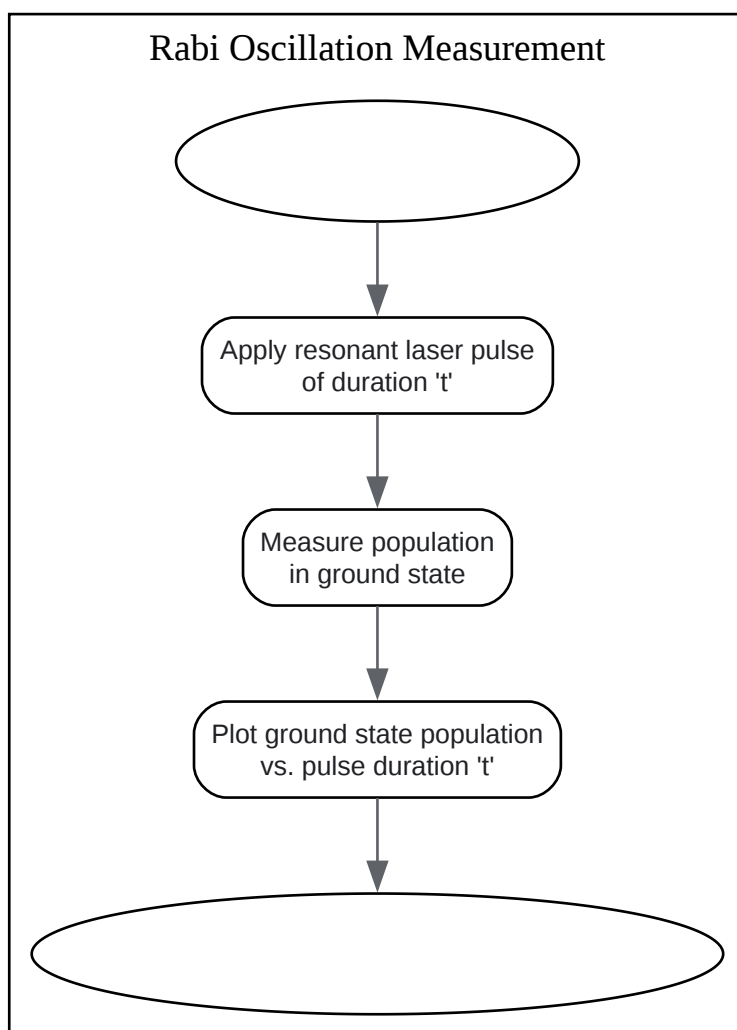 Rabi Oscillation Measurement
Apply resonant laser pulse
of duration 't'
Measure population
in ground state
Plot ground state population
vs. pulse duration 't'